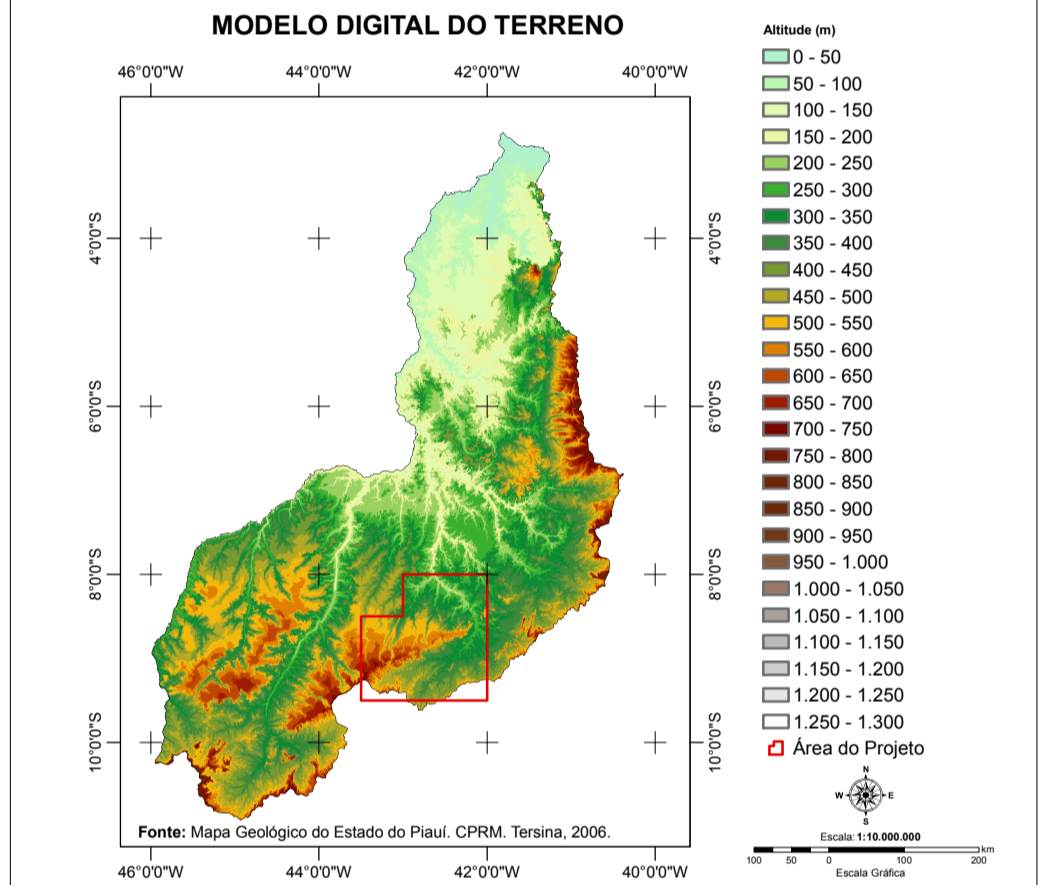 MODELO DIGITAL DO TERRENO
46°0'0"W 44°0'0"W 42°0'0"W 40°0'0"W
4°0'0"S 4°0'0"S
6°0'0"S 6°0'0"S
8°0'0"S 8°0'0"S
10°0'0"S 10°0'0"S
Fonte: Mapa Geológico do Estado do Piauí. CPRM. Tersina, 2006.
46°0'0"W 44°0'0"W 42°0'0"W 40°0'0"W
Altitude (m)
0 - 50
50 - 100
100 - 150
150 - 200
200 - 250
250 - 300
300 - 350
350 - 400
400 - 450
450 - 500
500 - 550
550 - 600
600 - 650
650 - 700
700 - 750
750 - 800
800 - 850
850 - 900
900 - 950
950 - 1.000
1.000 - 1.050
1.050 - 1.100
1.100 - 1.150
1.150 - 1.200
1.200 - 1.250
1.250 - 1.300
Área do Projeto
N
W E
S
Escala: 1:10.000.000
km
100 50 0 100 200
Escala Gráfica